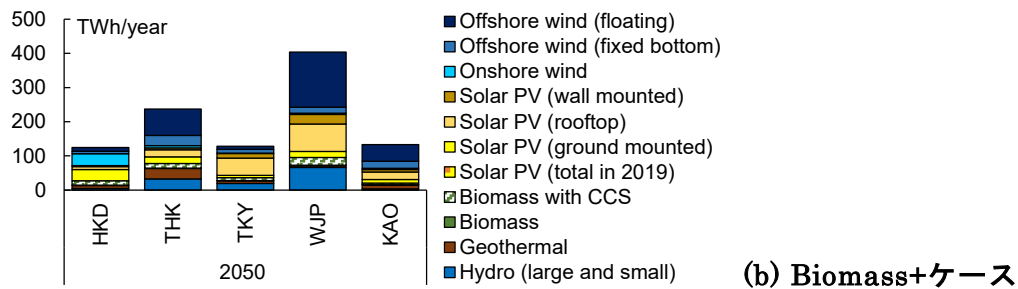 500
TWh/year
400
300
200
100
0
HKD
THK
TKY
WJP
KAO
2050
Offshore wind (floating)
Offshore wind (fixed bottom)
Onshore wind
Solar PV (wall mounted)
Solar PV (rooftop)
Solar PV (ground mounted)
Solar PV (total in 2019)
Biomass with CCS
Biomass
Geothermal
Hydro (large and small)
(b) Biomass+ケース